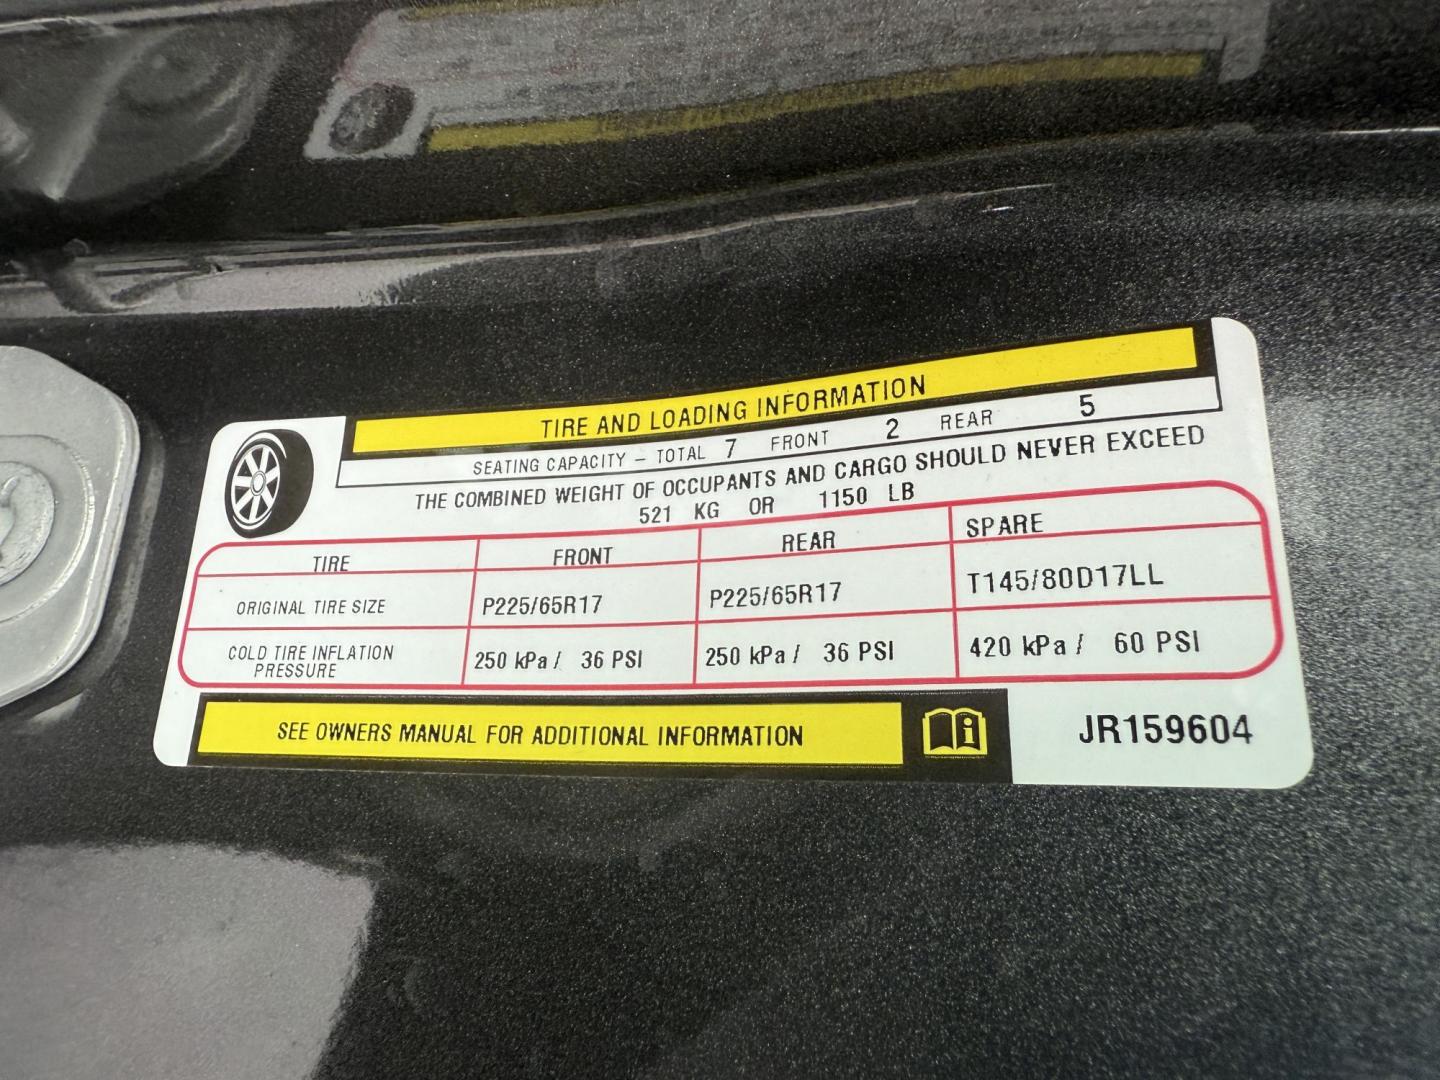 TIRE AND LOADING INFORMATION
SEATING CAPACITY – TOTAL 7 FRONT 2 REAR 5
THE COMBINED WEIGHT OF OCCUPANTS AND CARGO SHOULD NEVER EXCEED
521 KG OR 1150 LB
TIRE FRONT REAR SPARE
ORIGINAL TIRE SIZE P225/65R17 P225/65R17 T145/80D17LL
COLD TIRE INFLATION
PRESSURE 250 kPa / 36 PSI 250 kPa / 36 PSI 420 kPa / 60 PSI
SEE OWNERS MANUAL FOR ADDITIONAL INFORMATION
JR159604